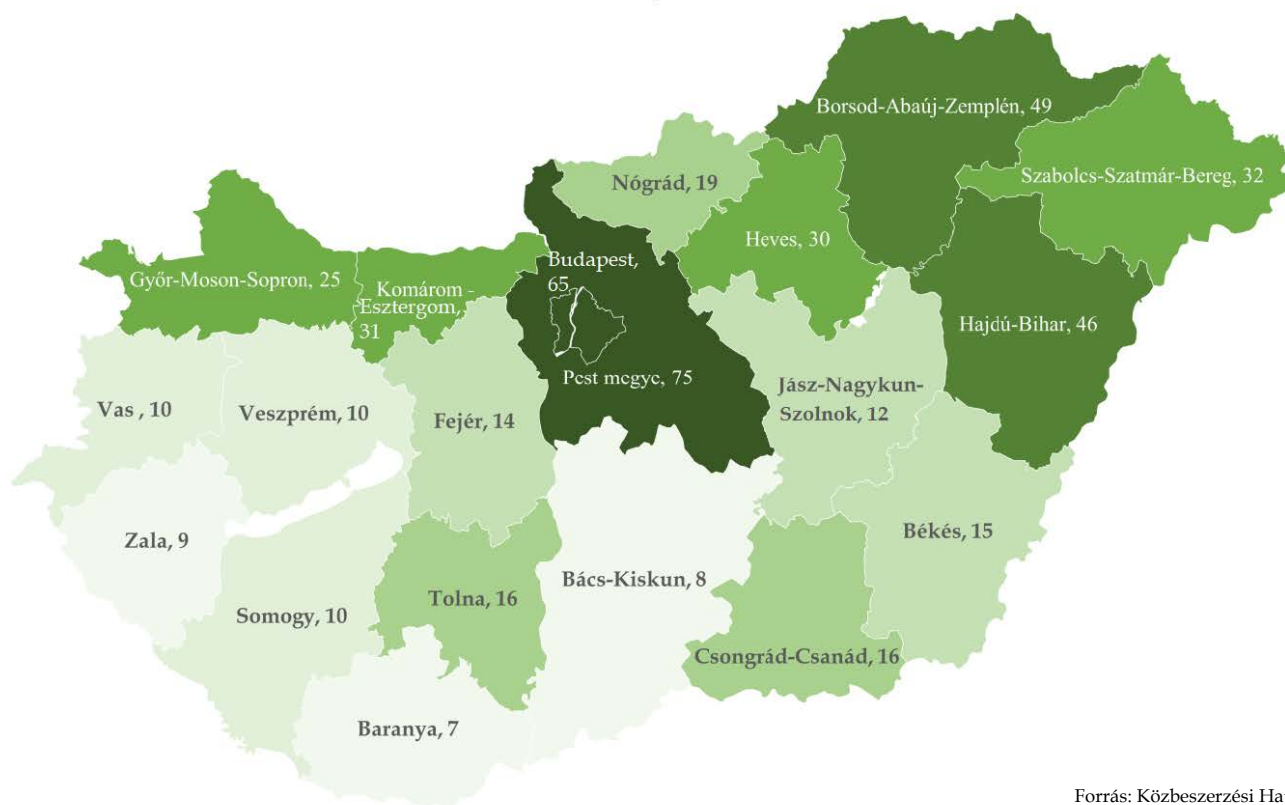 Borsod-Abaúj-Zemplén, 49
Szabolcs-Szatmár-Bereg, 32
Nógrád, 19
Heves, 30
Budapest,
65
Győr-Moson-Sopron, 25
Komárom -
Esztergom,
31
Hajdú-Bihar, 46
Pest megye, 75
Jász-Nagykun-
Szolnok, 12
Vas , 10
Veszprém, 10
Fejér, 14
Békés, 15
Zala, 9
Bács-Kiskun, 8
Tolna, 16
Somogy, 10
Csongrád-Csanád, 16
Baranya, 7
Forrás: Közbeszerzési